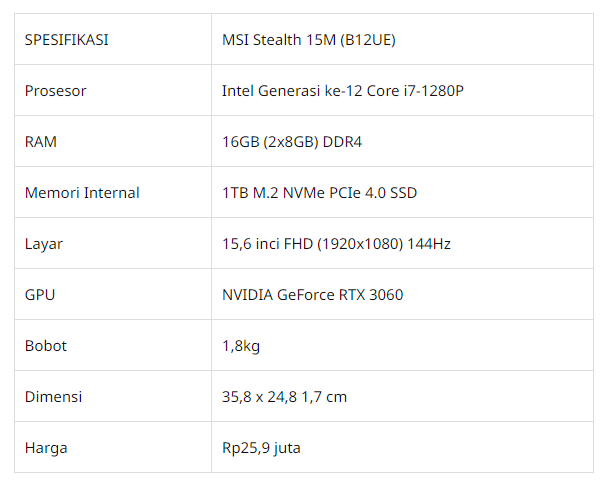 SPESIFIKASI MSI Stealth 15M (B12UE)
Prosesor Intel Generasi ke-12 Core i7-1280P
RAM 16GB (2x8GB) DDR4
Memori Internal 1TB M.2 NVMe PCIe 4.0 SSD
Layar 15,6 inci FHD (1920x1080) 144Hz
GPU NVIDIA GeForce RTX 3060
Bobot 1,8kg
Dimensi 35,8 x 24,8 1,7 cm
Harga Rp25,9 juta